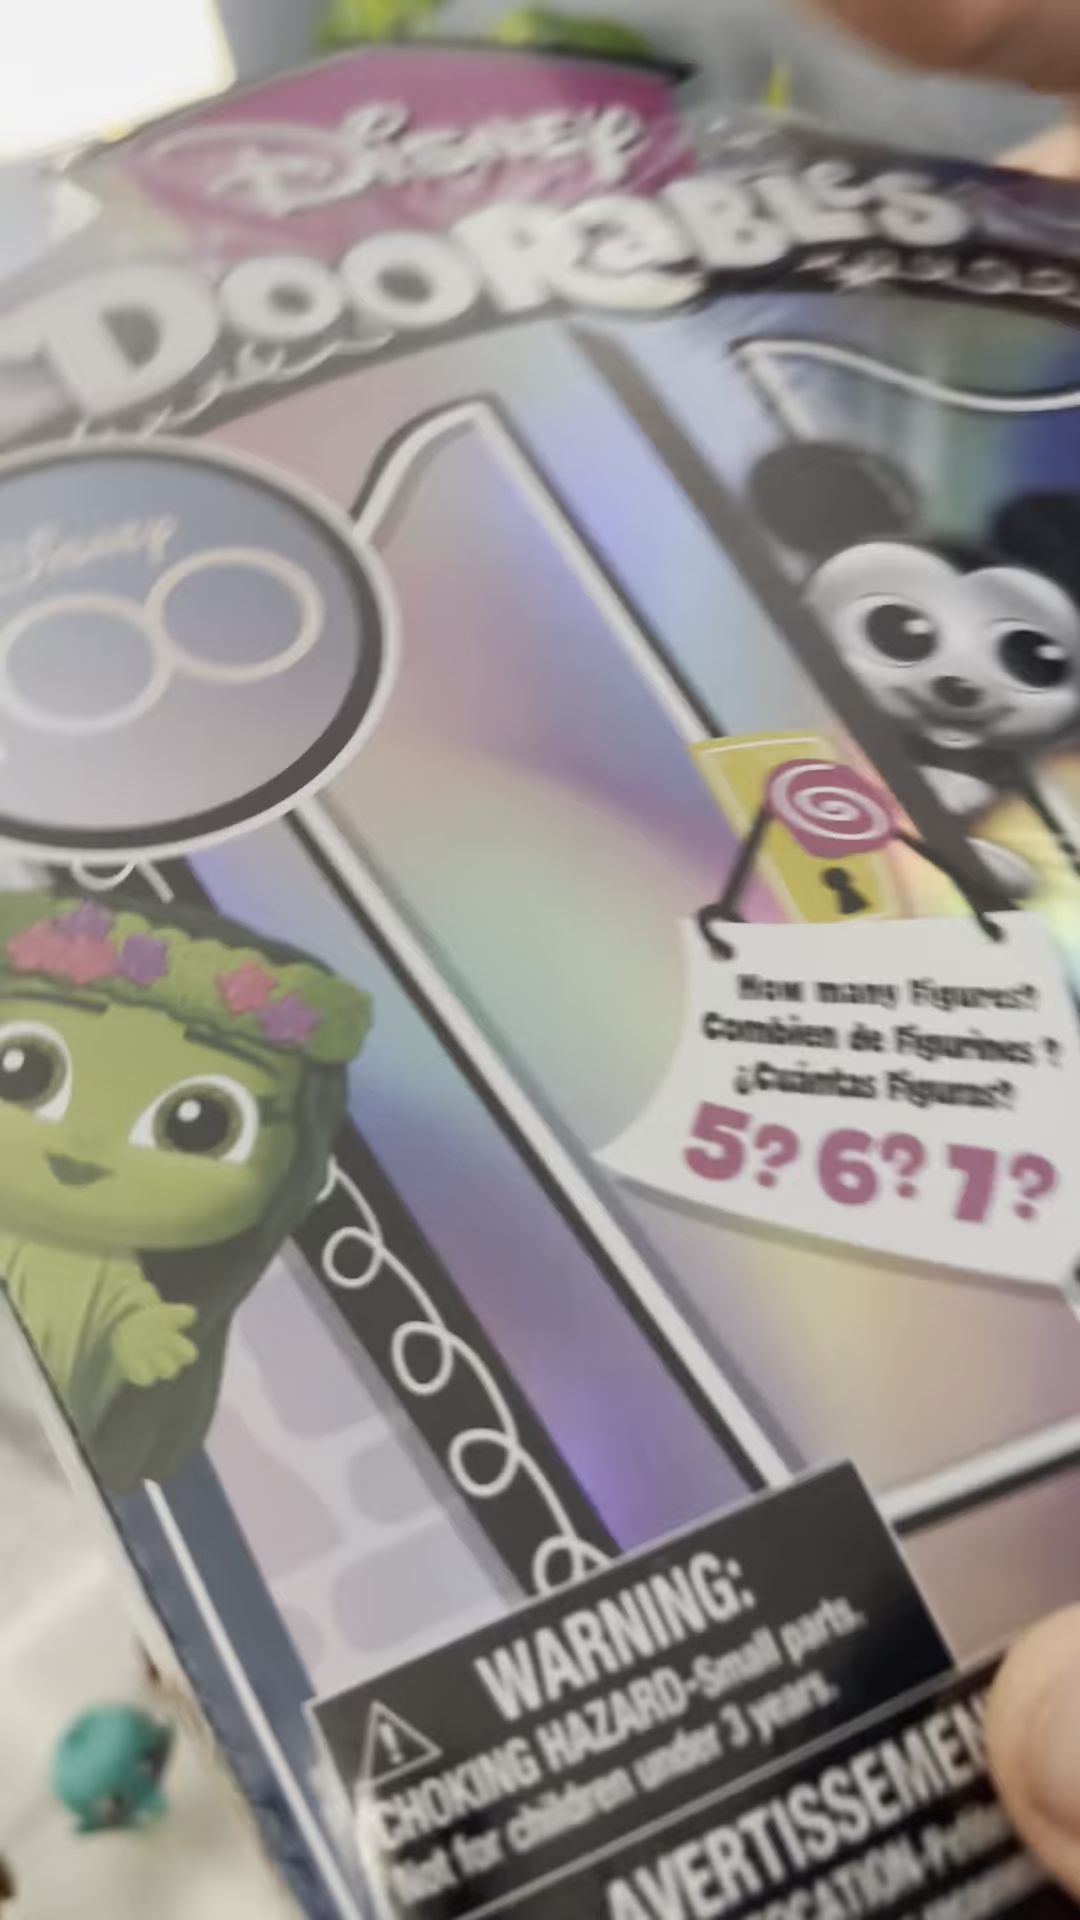 Disney
DOORABLES
Disney
100
How many Figures?
Combien de Figurines ?
¿Cuántas Figuras?
5? 6? 7?
WARNING:
CHOKING HAZARD-Small parts.
Not for children under 3 years.
AVERTISSEMEN